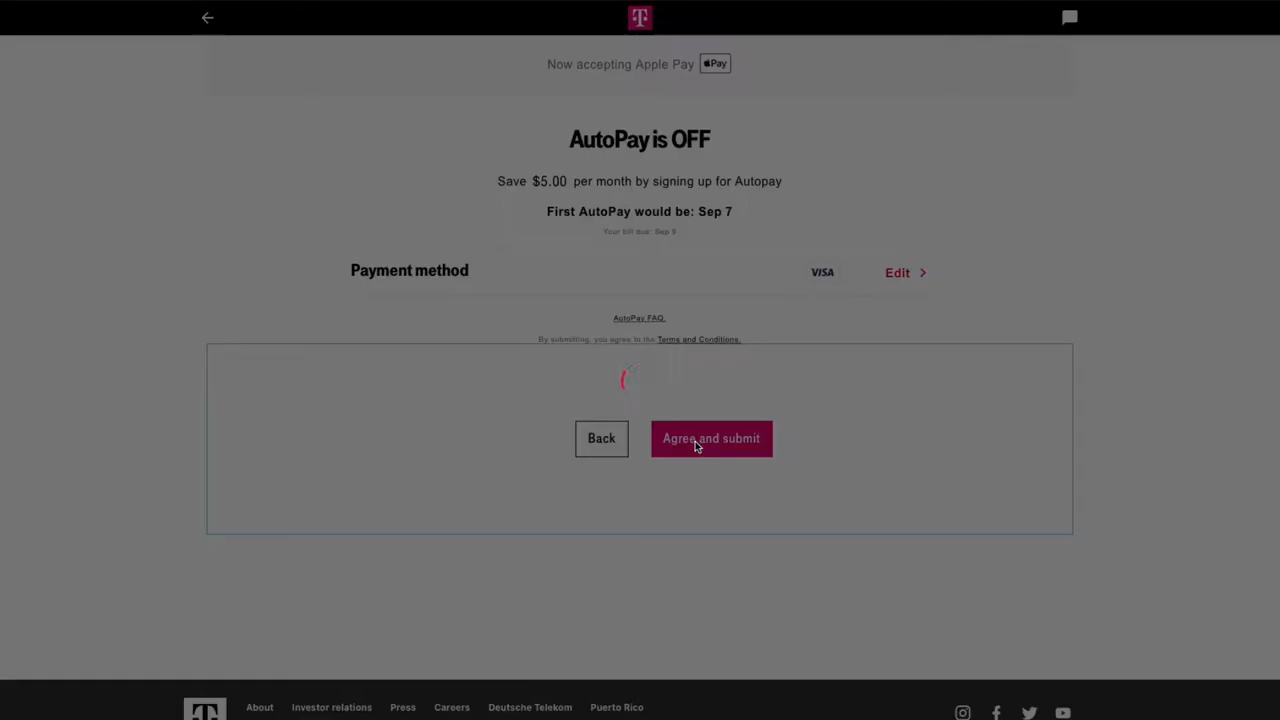 T
Now accepting Apple Pay Pay
AutoPay is OFF
Save $5.00 per month by signing up for Autopay
First AutoPay would be: Sep 7
Your bill due: Sep 9
Payment method VISA Edit
AutoPay FAQ.
By submitting, you agree to the Terms and Conditions.
Back Agree and submit
T About Investor relations Press Careers Deutsche Telekom Puerto Rico